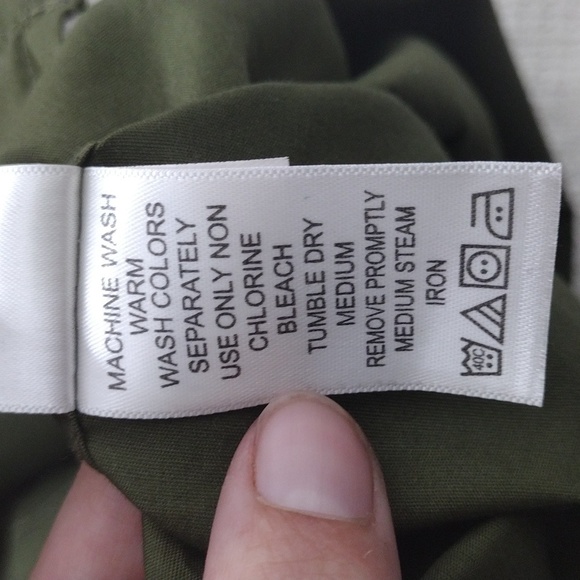 MACHINE WASH
WARM
WASH COLORS
SEPARATELY
USE ONLY NON
CHLORINE
BLEACH
TUMBLE DRY
MEDIUM
REMOVE PROMPTLY
MEDIUM STEAM
IRON
40C